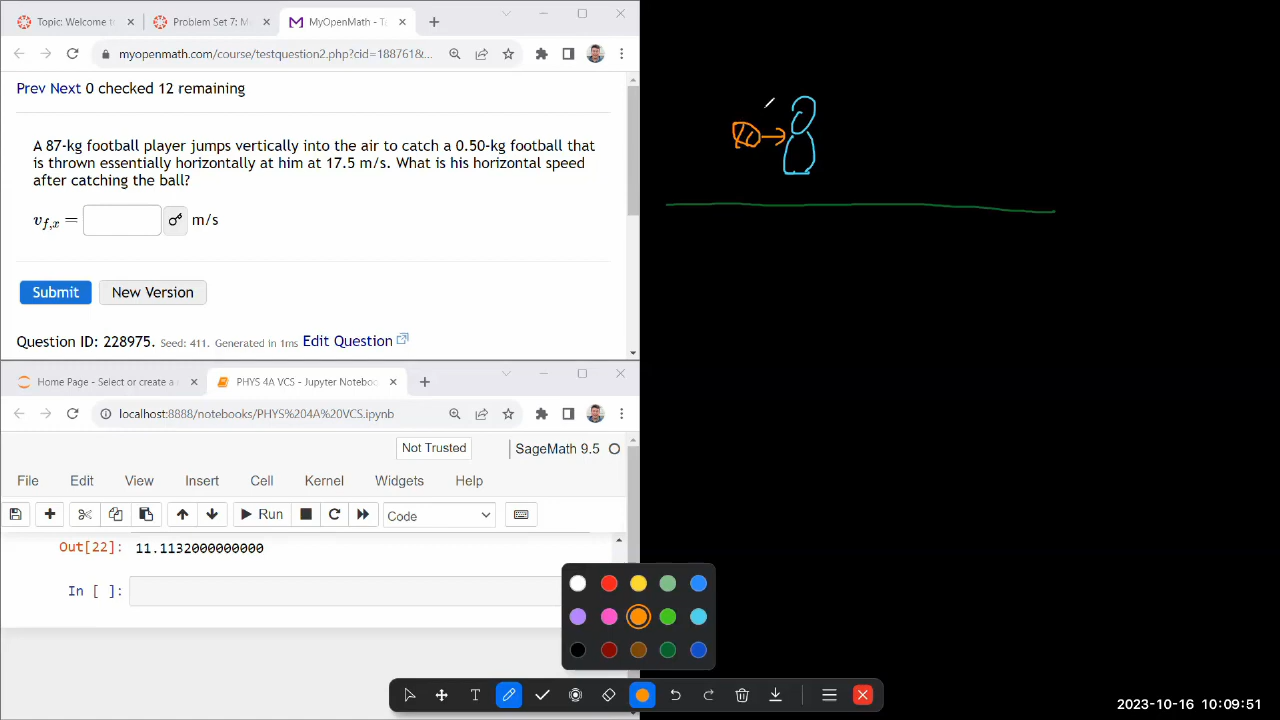 Topic: Welcome t
Problem Set 7: M
MyOpenMath - T
myopenmath.com/course/testquestion2.php?cid=188761&...
Prev Next 0 checked 12 remaining
A 87-kg football player jumps vertically into the air to catch a 0.50-kg football that
is thrown essentially horizontally at him at 17.5 m/s. What is his horizontal speed
after catching the ball?
v_{f,x} = m/s
Submit New Version
Question ID: 228975. Seed: 411. Generated in 1ms Edit Question
Home Page - Select or create a
PHYS 4A VCS - Jupyter Notebo
localhost:8888/notebooks/PHYS%204A%20VCS.ipynb
Not Trusted SageMath 9.5
File Edit View Insert Cell Kernel Widgets Help
Run Code
Out[22]: 11.1132000000000
In [ ]:
T
2023-10-16 10:09:51